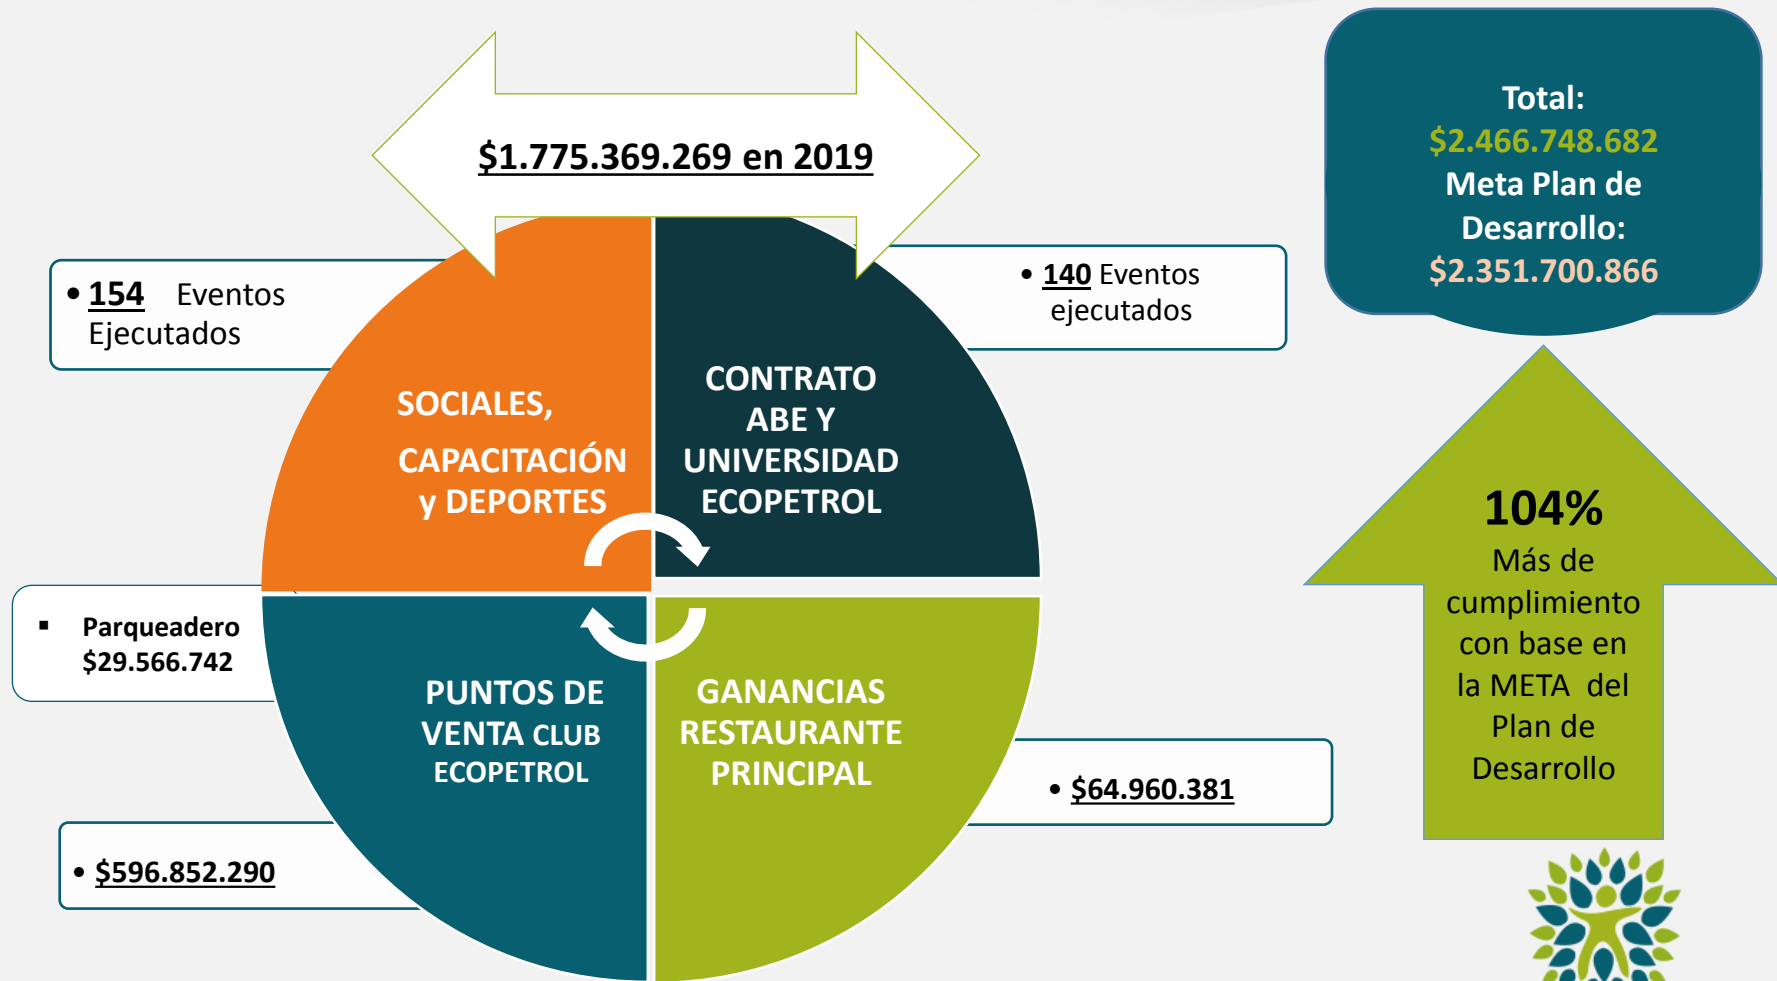 $1.775.369.269 en 2019
Total:
$2.466.748.682
Meta Plan de
Desarrollo:
$2.351.700.866
• 154 Eventos
Ejecutados
• 140 Eventos
ejecutados
SOCIALES,
CAPACITACIÓN
y DEPORTES
CONTRATO
ABE Y
UNIVERSIDAD
ECOPETROL
▪ Parqueadero
$29.566.742
PUNTOS DE
VENTA CLUB
ECOPETROL
GANANCIAS
RESTAURANTE
PRINCIPAL
• $596.852.290
• $64.960.381
104%
Más de
cumplimiento
con base en
la META del
Plan de
Desarrollo